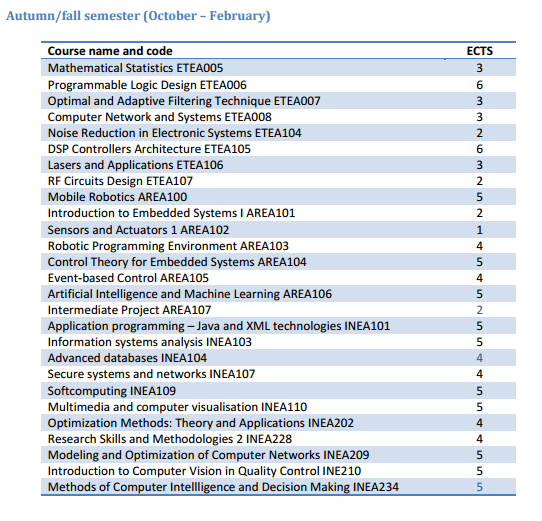 Autumn/fall semester (October – February)
Course name and code ECTS
Mathematical Statistics ETEA005 3
Programmable Logic Design ETEA006 6
Optimal and Adaptive Filtering Technique ETEA007 3
Computer Network and Systems ETEA008 3
Noise Reduction in Electronic Systems ETEA104 2
DSP Controllers Architecture ETEA105 6
Lasers and Applications ETEA106 3
RF Circuits Design ETEA107 2
Mobile Robotics AREA100 5
Introduction to Embedded Systems I AREA101 2
Sensors and Actuators 1 AREA102 1
Robotic Programming Environment AREA103 4
Control Theory for Embedded Systems AREA104 5
Event-based Control AREA105 4
Artificial Intelligence and Machine Learning AREA106 5
Intermediate Project AREA107 2
Application programming – Java and XML technologies INEA101 5
Information systems analysis INEA103 5
Advanced databases INEA104 4
Secure systems and networks INEA107 4
Softcomputing INEA109 5
Multimedia and computer visualisation INEA110 5
Optimization Methods: Theory and Applications INEA202 4
Research Skills and Methodologies 2 INEA228 4
Modeling and Optimization of Computer Networks INEA209 5
Introduction to Computer Vision in Quality Control INE210 5
Methods of Computer Intellligence and Decision Making INEA234 5